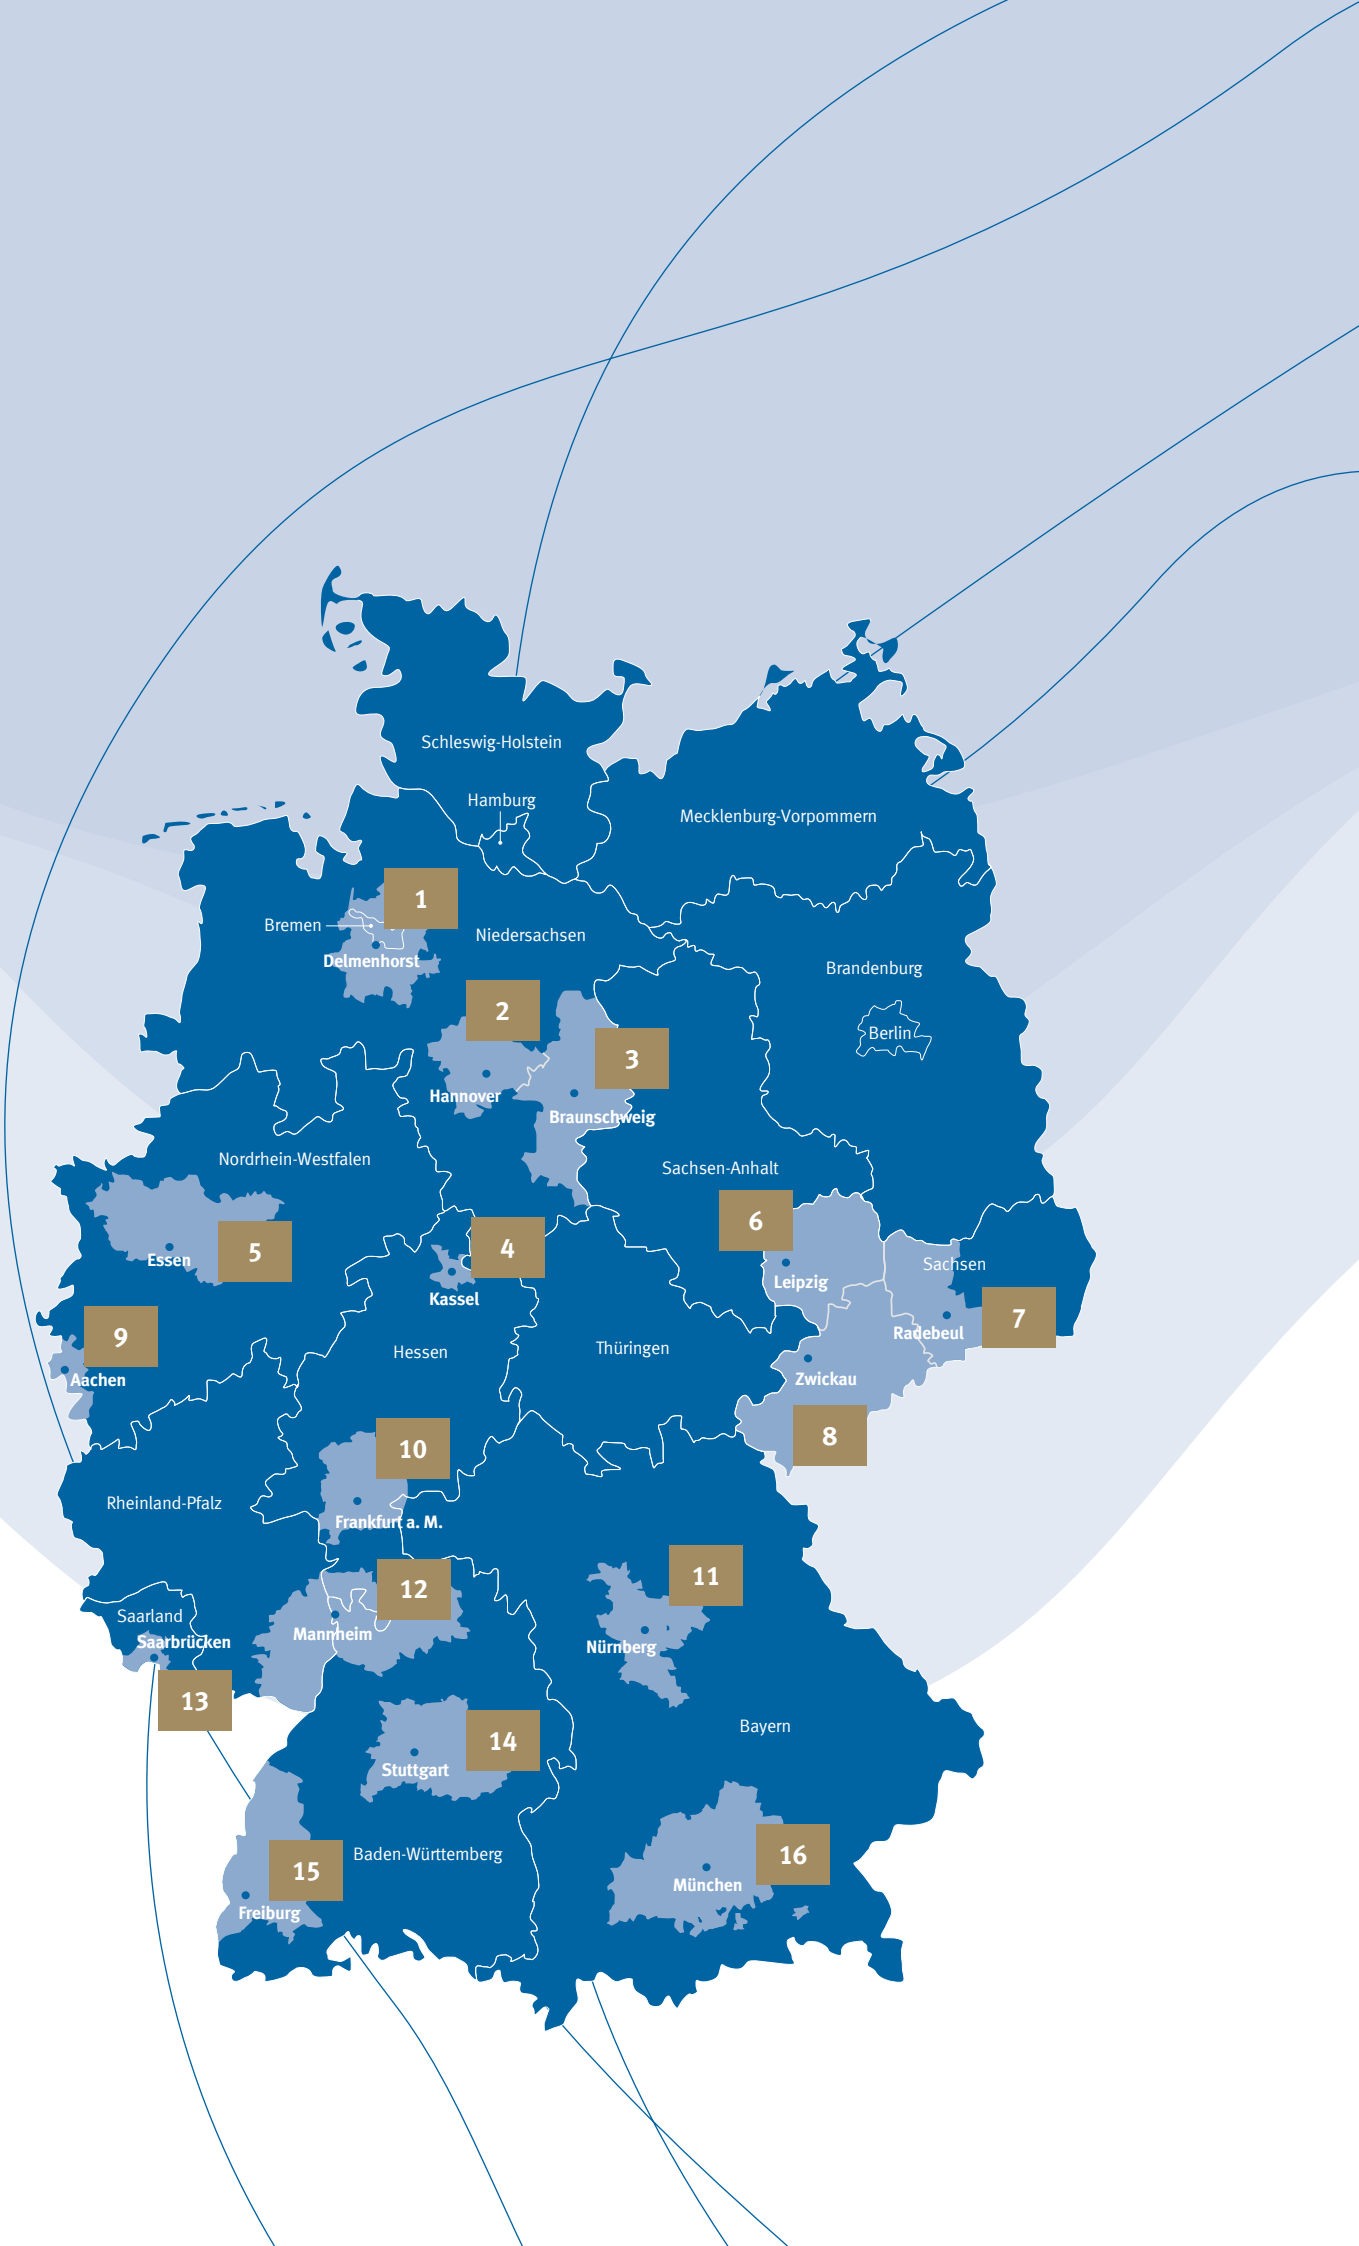 Schleswig-Holstein
Hamburg
Mecklenburg-Vorpommern
1
Bremen
Niedersachsen
Delmenhorst
Brandenburg
2
Berlin
3
Hannover
Braunschweig
Nordrhein-Westfalen
Sachsen-Anhalt
6
4
5
Essen
Sachsen
Leipzig
Kassel
7
9
Radebeul
Hessen
Thüringen
Aachen
Zwickau
8
10
Rheinland-Pfalz
Frankfurt a. M.
11
12
Saarland
Mannheim
Saarbrücken
Nürnberg
13
Bayern
14
Stuttgart
Baden-Württemberg
16
15
München
Freiburg